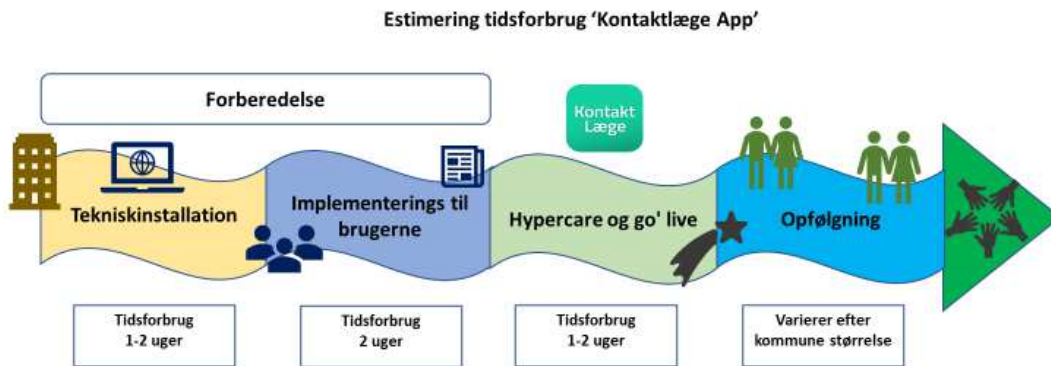 Estimering tidsforbrug ‘Kontaktlæge App’
Forberedelse
Kontakt
Læge
Tekniskinstallation
Implementerings til
brugerne
Hypercare og go' live
Opfølgning
Tidsforbrug
1-2 uger
Tidsforbrug
2 uger
Tidsforbrug
1-2 uger
Varierer efter
kommune størrelse